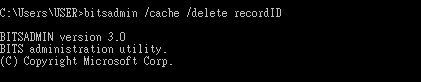 C:\Users\USER>bitsadmin /cache /delete recordID
BITSADMIN version 3.0
BITS administration utility.
(C) Copyright Microsoft Corp.